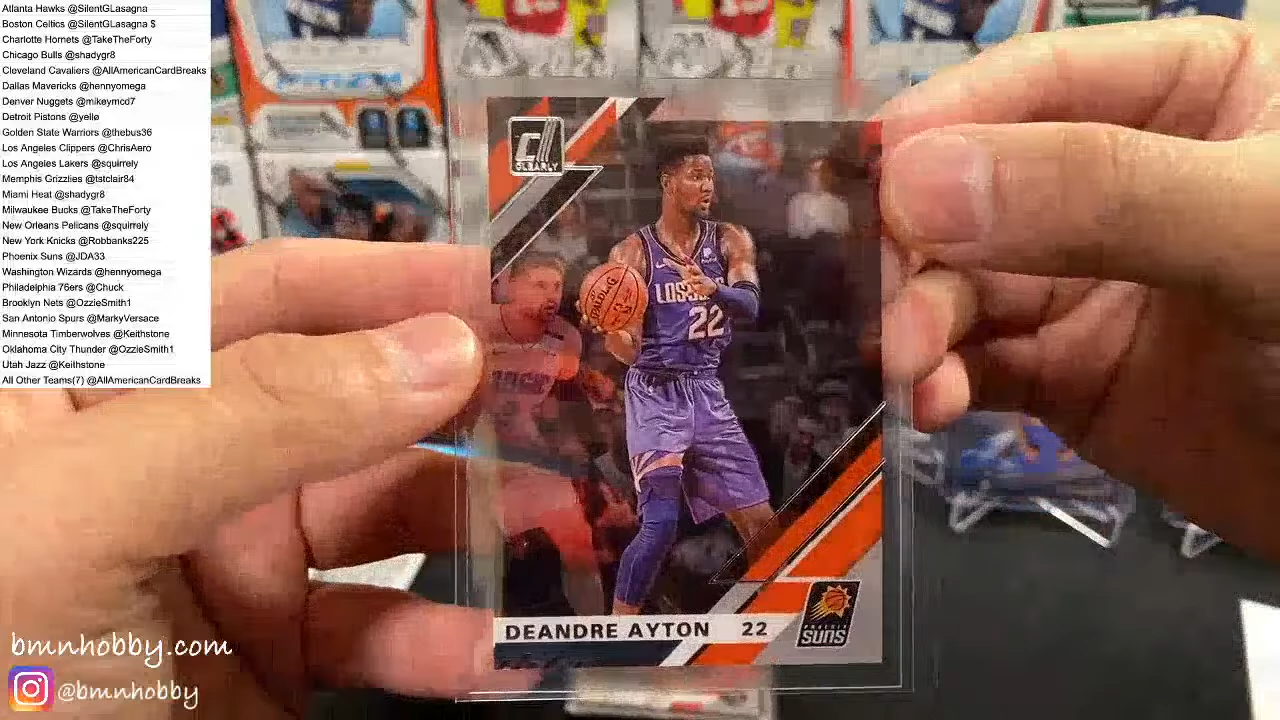 Atlanta Hawks @SilentGLasagna
Boston Celtics @SilentGLasagna $
Charlotte Hornets @TakeTheForty
Chicago Bulls @shadygr8
Cleveland Cavaliers @AllAmericanCardBreaks
Dallas Mavericks @hennyomega
Denver Nuggets @mikeymcd7
Detroit Pistons @yelle
Golden State Warriors @thebus36
Los Angeles Clippers @ChrisAero
Los Angeles Lakers @squirrely
Memphis Grizzlies @tstclair84
Miami Heat @shadygr8
Milwaukee Bucks @TakeTheForty
New Orleans Pelicans @squirrely
New York Knicks @Robbanks225
Phoenix Suns @JDA33
Washington Wizards @hennyomega
Philadelphia 76ers @Chuck
Brooklyn Nets @OzzieSmith1
San Antonio Spurs @MarkyVersace
Minnesota Timberwolves @Keithstone
Oklahoma City Thunder @OzzieSmith1
Utah Jazz @Keithstone
All Other Teams(7) @AllAmericanCardBreaks
CLEARLY
SPALDING
22
DEANDRE AYTON 22
PHOENIX
SUNS
bmnhobby.com
@bmnhobby